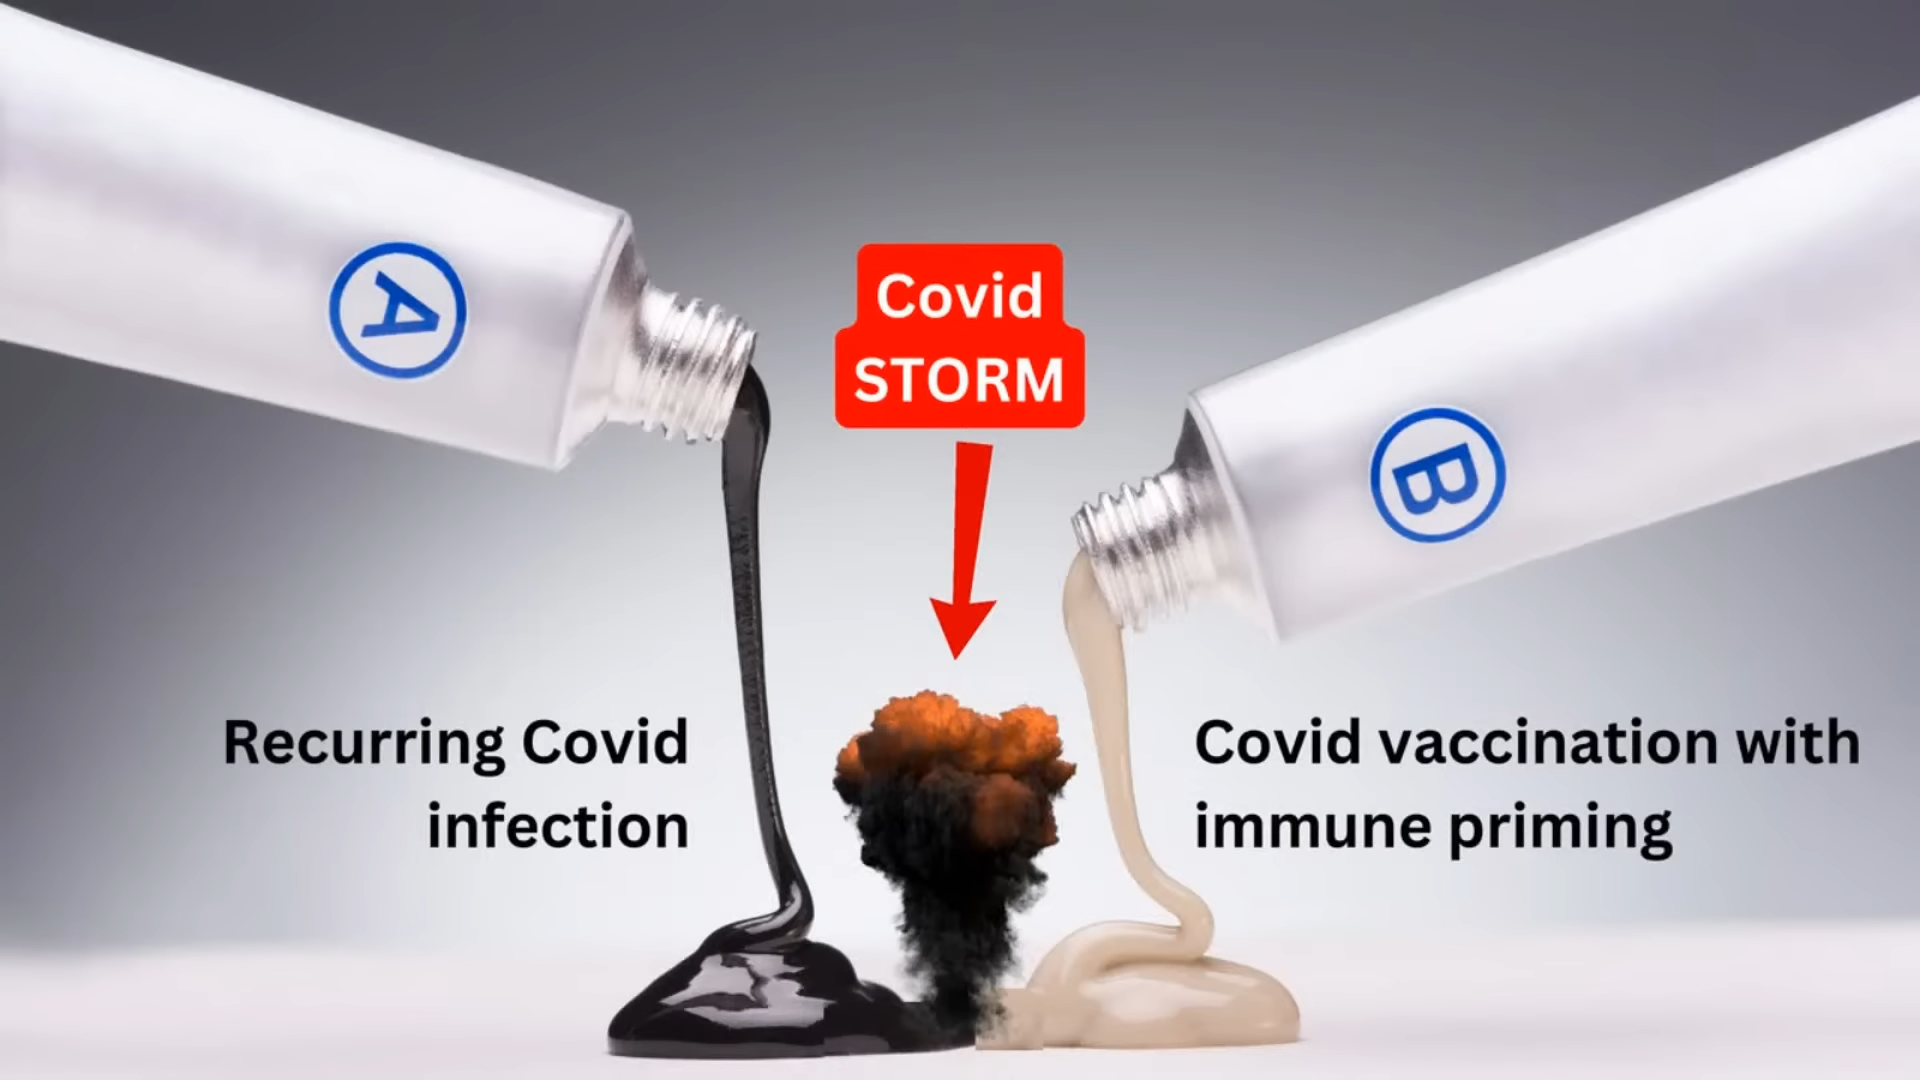 A
Covid
STORM
B
Recurring Covid
infection
Covid vaccination with
immune priming